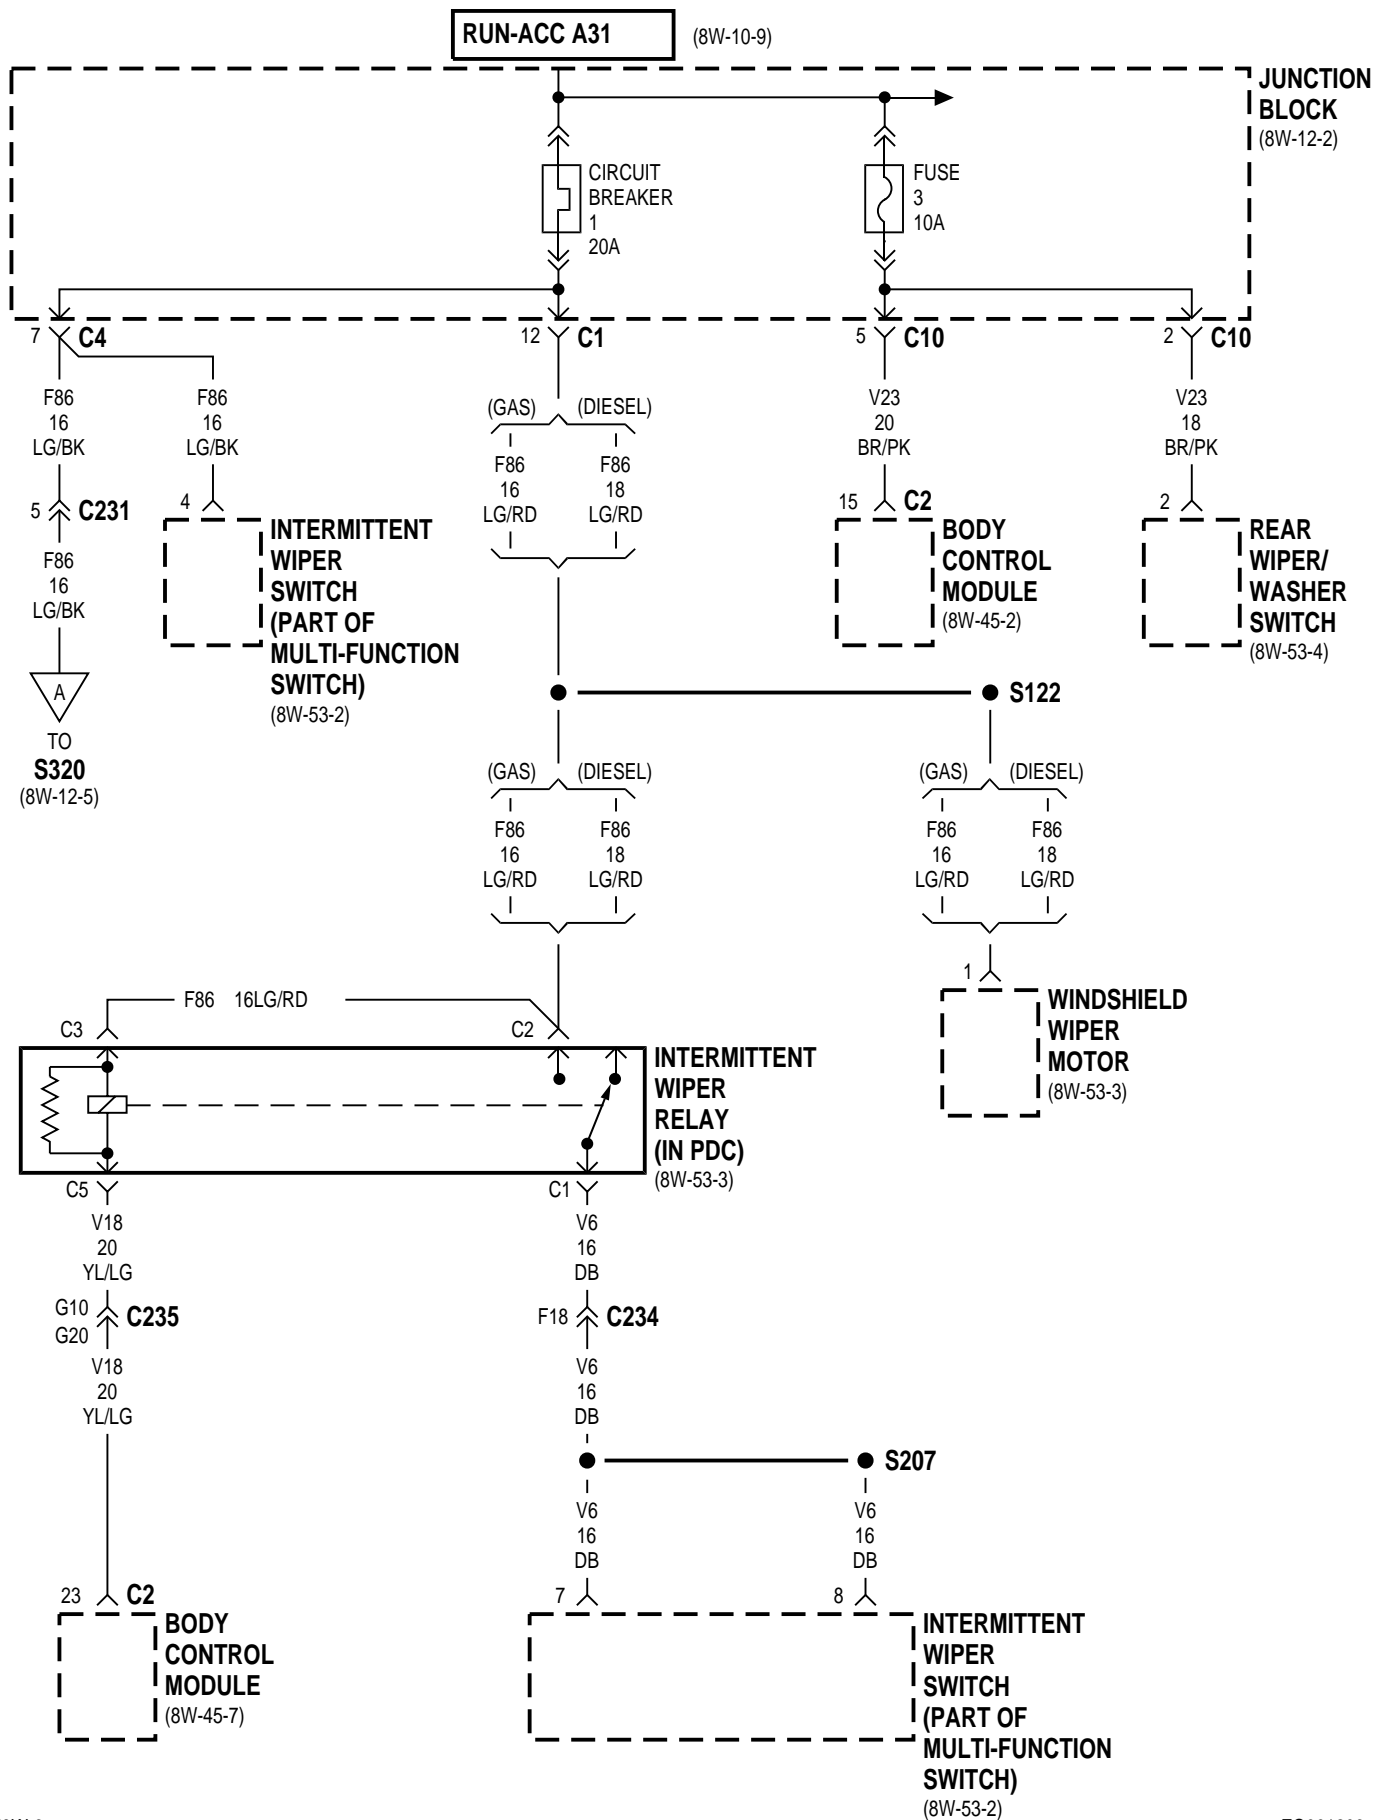 RUN-ACC A31
(8W-10-9)
JUNCTION
BLOCK
(8W-12-2)
CIRCUIT
BREAKER
1
20A
FUSE
3
10A
7 C4
12 C1
5 C10
2 C10
F86
16
LG/BK
F86
16
LG/BK
(GAS) (DIESEL)
F86
16
LG/RD
F86
18
LG/RD
V23
20
BR/PK
V23
18
BR/PK
5 C231
F86
16
LG/BK
A
TO
S320
(8W-12-5)
4
INTERMITTENT
WIPER
SWITCH
(PART OF
MULTI-FUNCTION
SWITCH)
(8W-53-2)
15 C2
BODY
CONTROL
MODULE
(8W-45-2)
2
REAR
WIPER/
WASHER
SWITCH
(8W-53-4)
S122
(GAS) (DIESEL)
F86
16
LG/RD
F86
18
LG/RD
(GAS) (DIESEL)
F86
16
LG/RD
F86
18
LG/RD
1
WINDSHIELD
WIPER
MOTOR
(8W-53-3)
F86 16LG/RD
C3
C2
INTERMITTENT
WIPER
RELAY
(IN PDC)
(8W-53-3)
C5
C1
V18
20
YL/LG
V6
16
DB
G10
G20
C235
F18 C234
V18
20
YL/LG
V6
16
DB
S207
V6
16
DB
V6
16
DB
23 C2
BODY
CONTROL
MODULE
(8W-45-7)
7
8
INTERMITTENT
WIPER
SWITCH
(PART OF
MULTI-FUNCTION
SWITCH)
(8W-53-2)